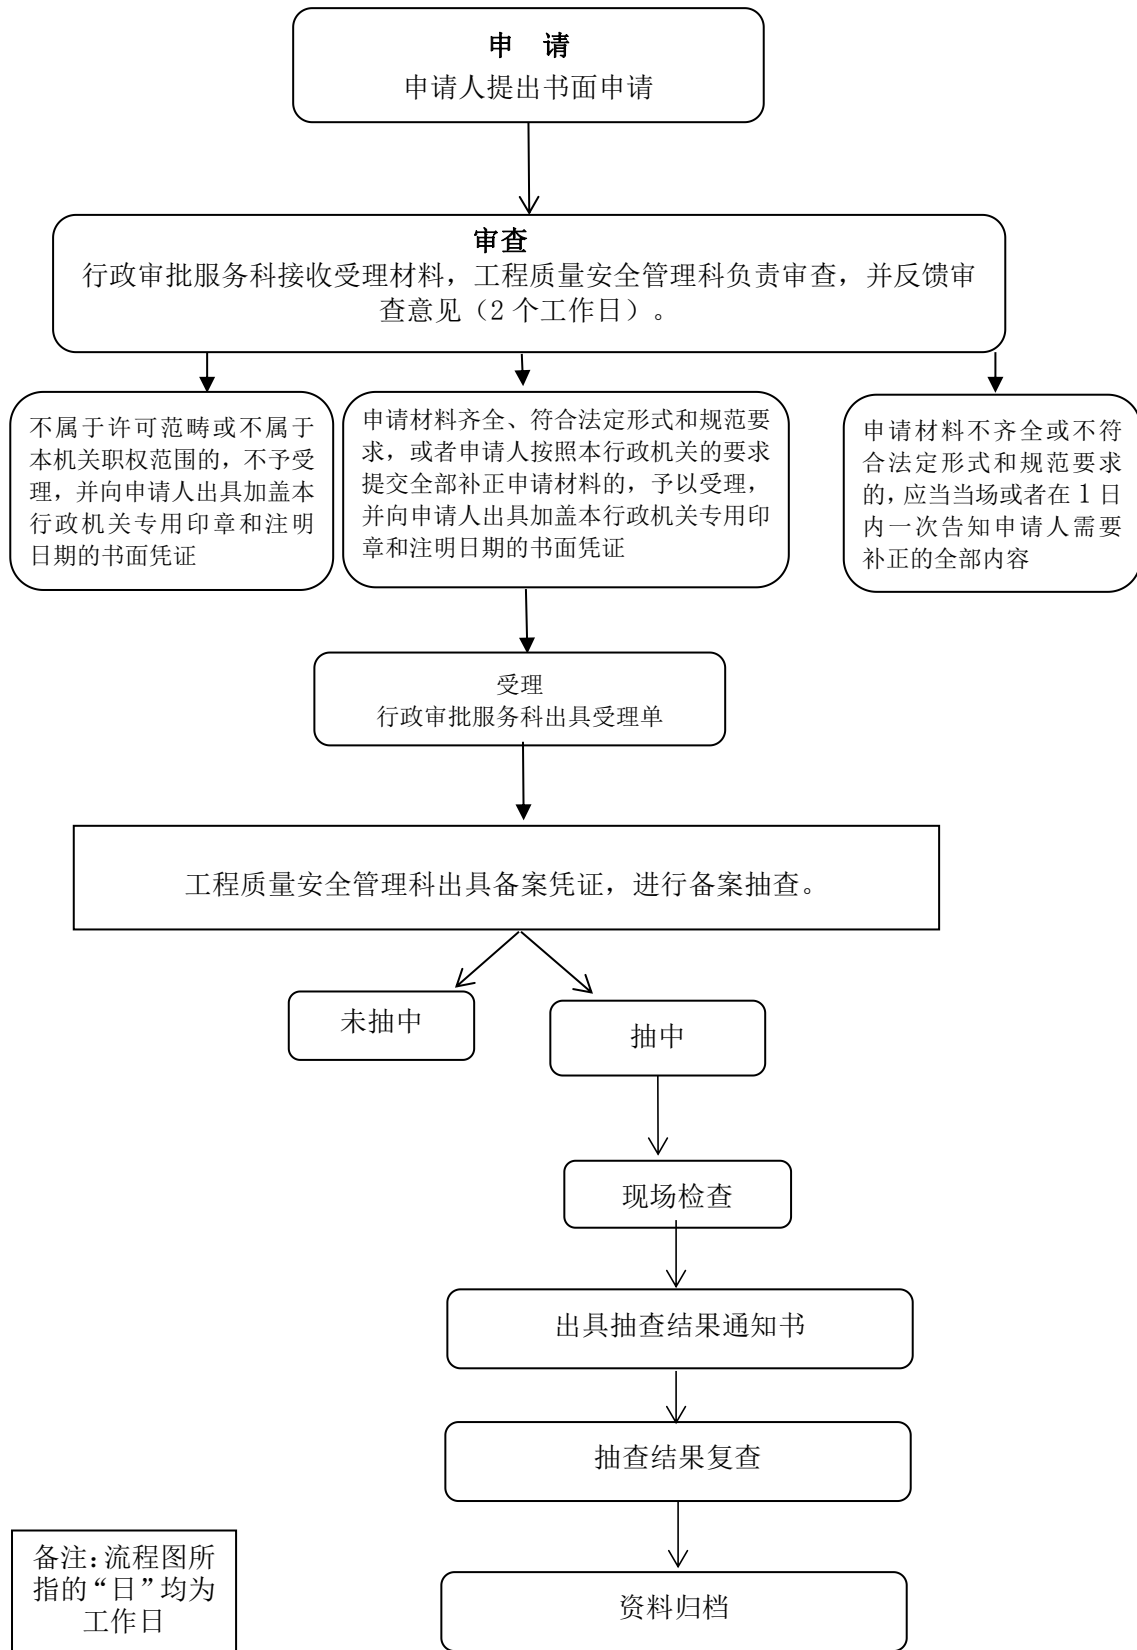 申 请
申请人提出书面申请
审查
行政审批服务科接收受理材料，工程质量安全管理科负责审查，并反馈审
查意见（2 个工作日）。
不属于许可范畴或不属于
本机关职权范围的，不予受
理，并向申请人出具加盖本
行政机关专用印章和注明
日期的书面凭证
申请材料齐全、符合法定形式和规范要
求，或者申请人按照本行政机关的要求
提交全部补正申请材料的，予以受理，
并向申请人出具加盖本行政机关专用印
章和注明日期的书面凭证
申请材料不齐全或不符
合法定形式和规范要求
的，应当当场或者在 1 日
内一次告知申请人需要
补正的全部内容
受理
行政审批服务科出具受理单
工程质量安全管理科出具备案凭证，进行备案抽查。
未抽中
抽中
现场检查
出具抽查结果通知书
抽查结果复查
资料归档
备注：流程图所
指的“日”均为
工作日